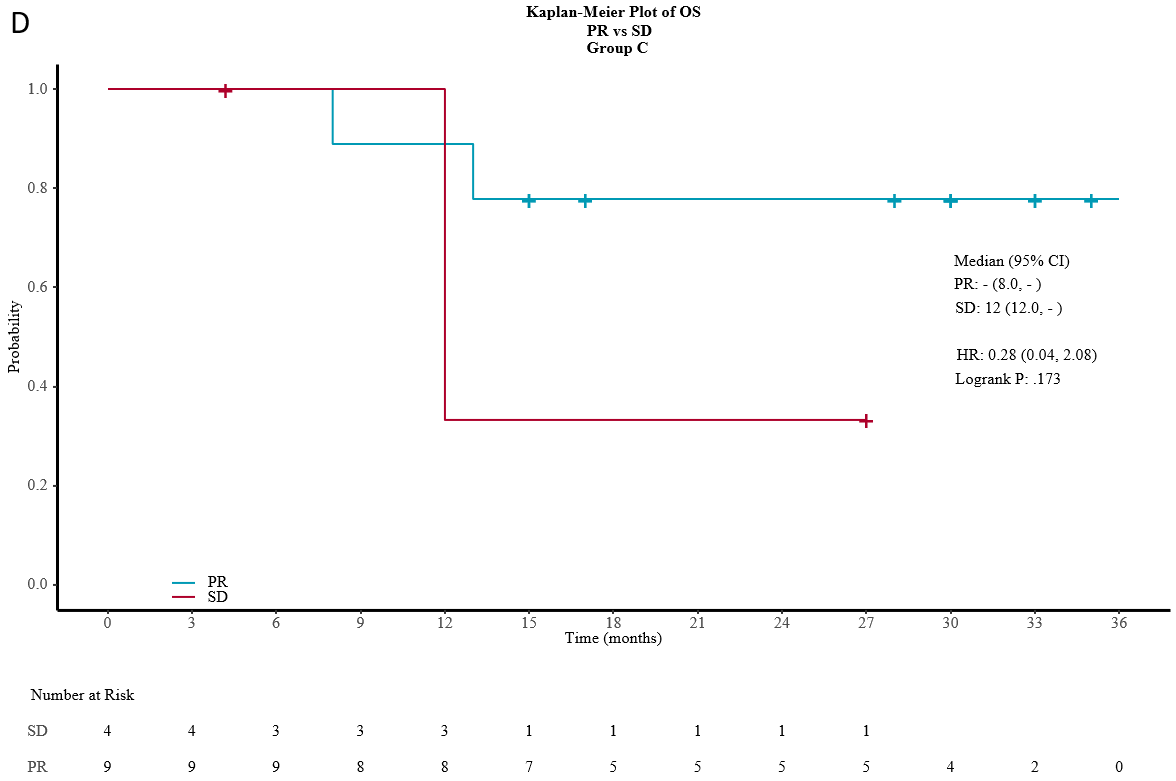 D
Kaplan-Meier Plot of OS
PR vs SD
Group C
1.0
0.8
0.6
0.4
0.2
0.0
Probability
Median (95% CI)
PR: - (8.0, - )
SD: 12 (12.0, - )
HR: 0.28 (0.04, 2.08)
Logrank P: .173
PR
SD
0 3 6 9 12 15 18 21 24 27 30 33 36
Time (months)
Number at Risk
SD 4 4 3 3 3 1 1 1 1 1
PR 9 9 9 8 8 7 5 5 5 5 4 2 0